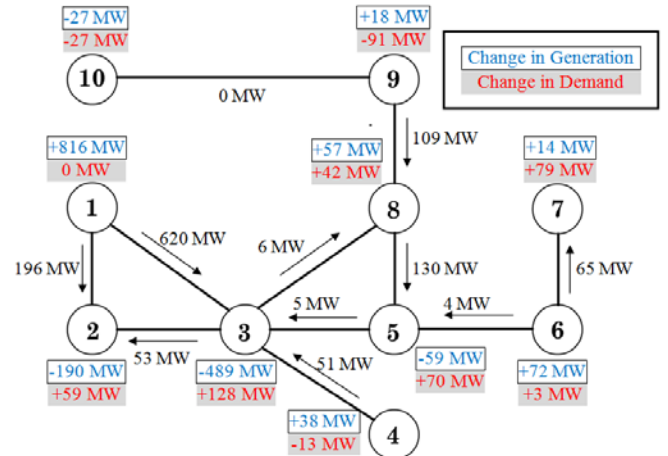 -27 MW
-27 MW
10
0 MW
+18 MW
-91 MW
9
Change in Generation
Change in Demand
109 MW
+816 MW
0 MW
1
620 MW
196 MW
+57 MW
+42 MW
8
6 MW
130 MW
+14 MW
+79 MW
7
65 MW
2
53 MW
-190 MW
+59 MW
3
5 MW
-489 MW
+128 MW
5
4 MW
-59 MW
+70 MW
6
+72 MW
+3 MW
51 MW
+38 MW
-13 MW
4